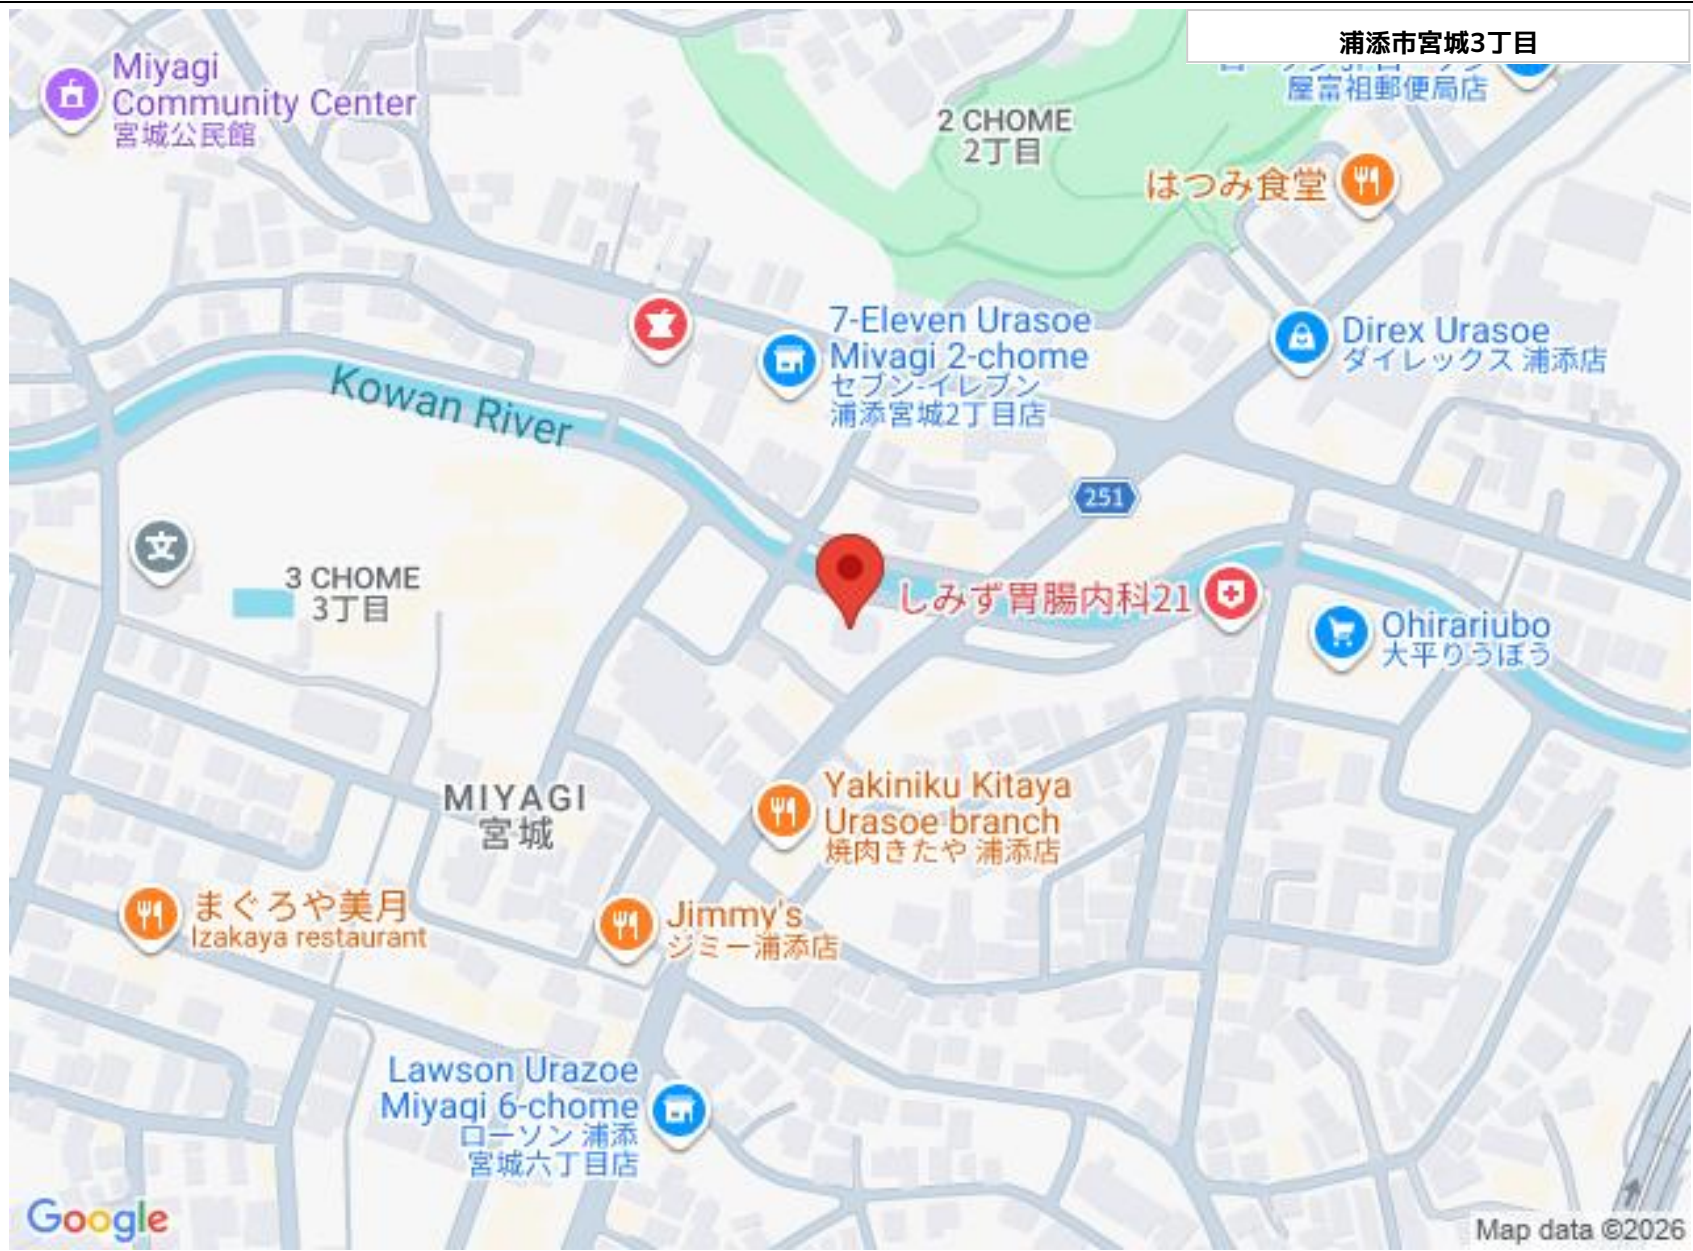 浦添市宮城3丁目
Miyagi
Community Center
宮城公民館
2 CHOME
2丁目
屋富祖郵便局店
はつみ食堂
7-Eleven Urasoe
Miyagi 2-chome
セブン-イレブン
浦添宮城2丁目店
Direx Urasoe
ダイレックス 浦添店
Kowan River
251
文
3 CHOME
3丁目
しみず胃腸内科21
Ohirariubo
大平りうぼう
MIYAGI
宮城
Yakiniku Kitaya
Urasoe branch
焼肉きたや 浦添店
まぐろや美月
Izakaya restaurant
Jimmy's
ジミー浦添店
Lawson Urazoe
Miyagi 6-chome
ローソン 浦添
宮城六丁目店
Google
Map data ©2026